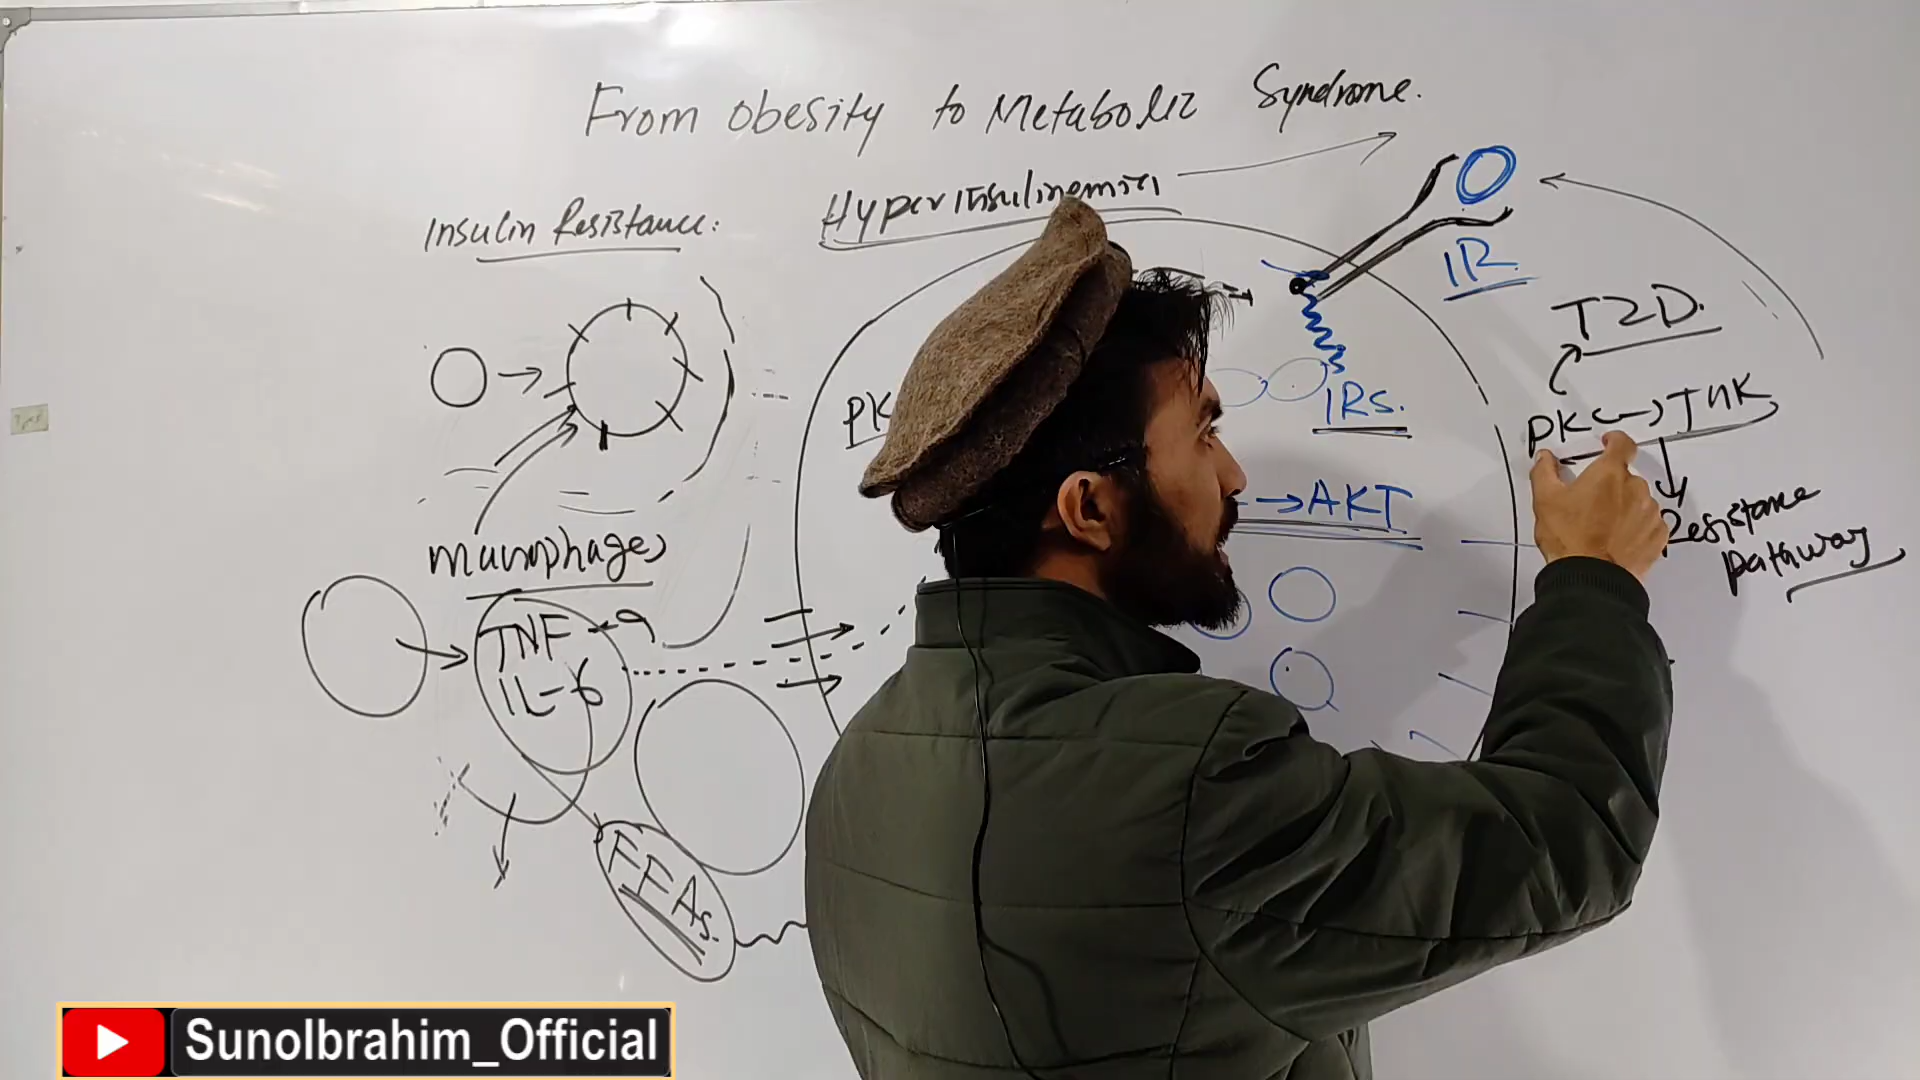 From obesity to Metabolic Syndrome.
Hyperinsulinemia
Insulin Resistance:
IR
T2D.
PK
IRS.
PKC → JNK
→ AKT
Resistance
pathway
macrophages
TNF-α
IL-6
FFAs.
SunoIbrahim_Official